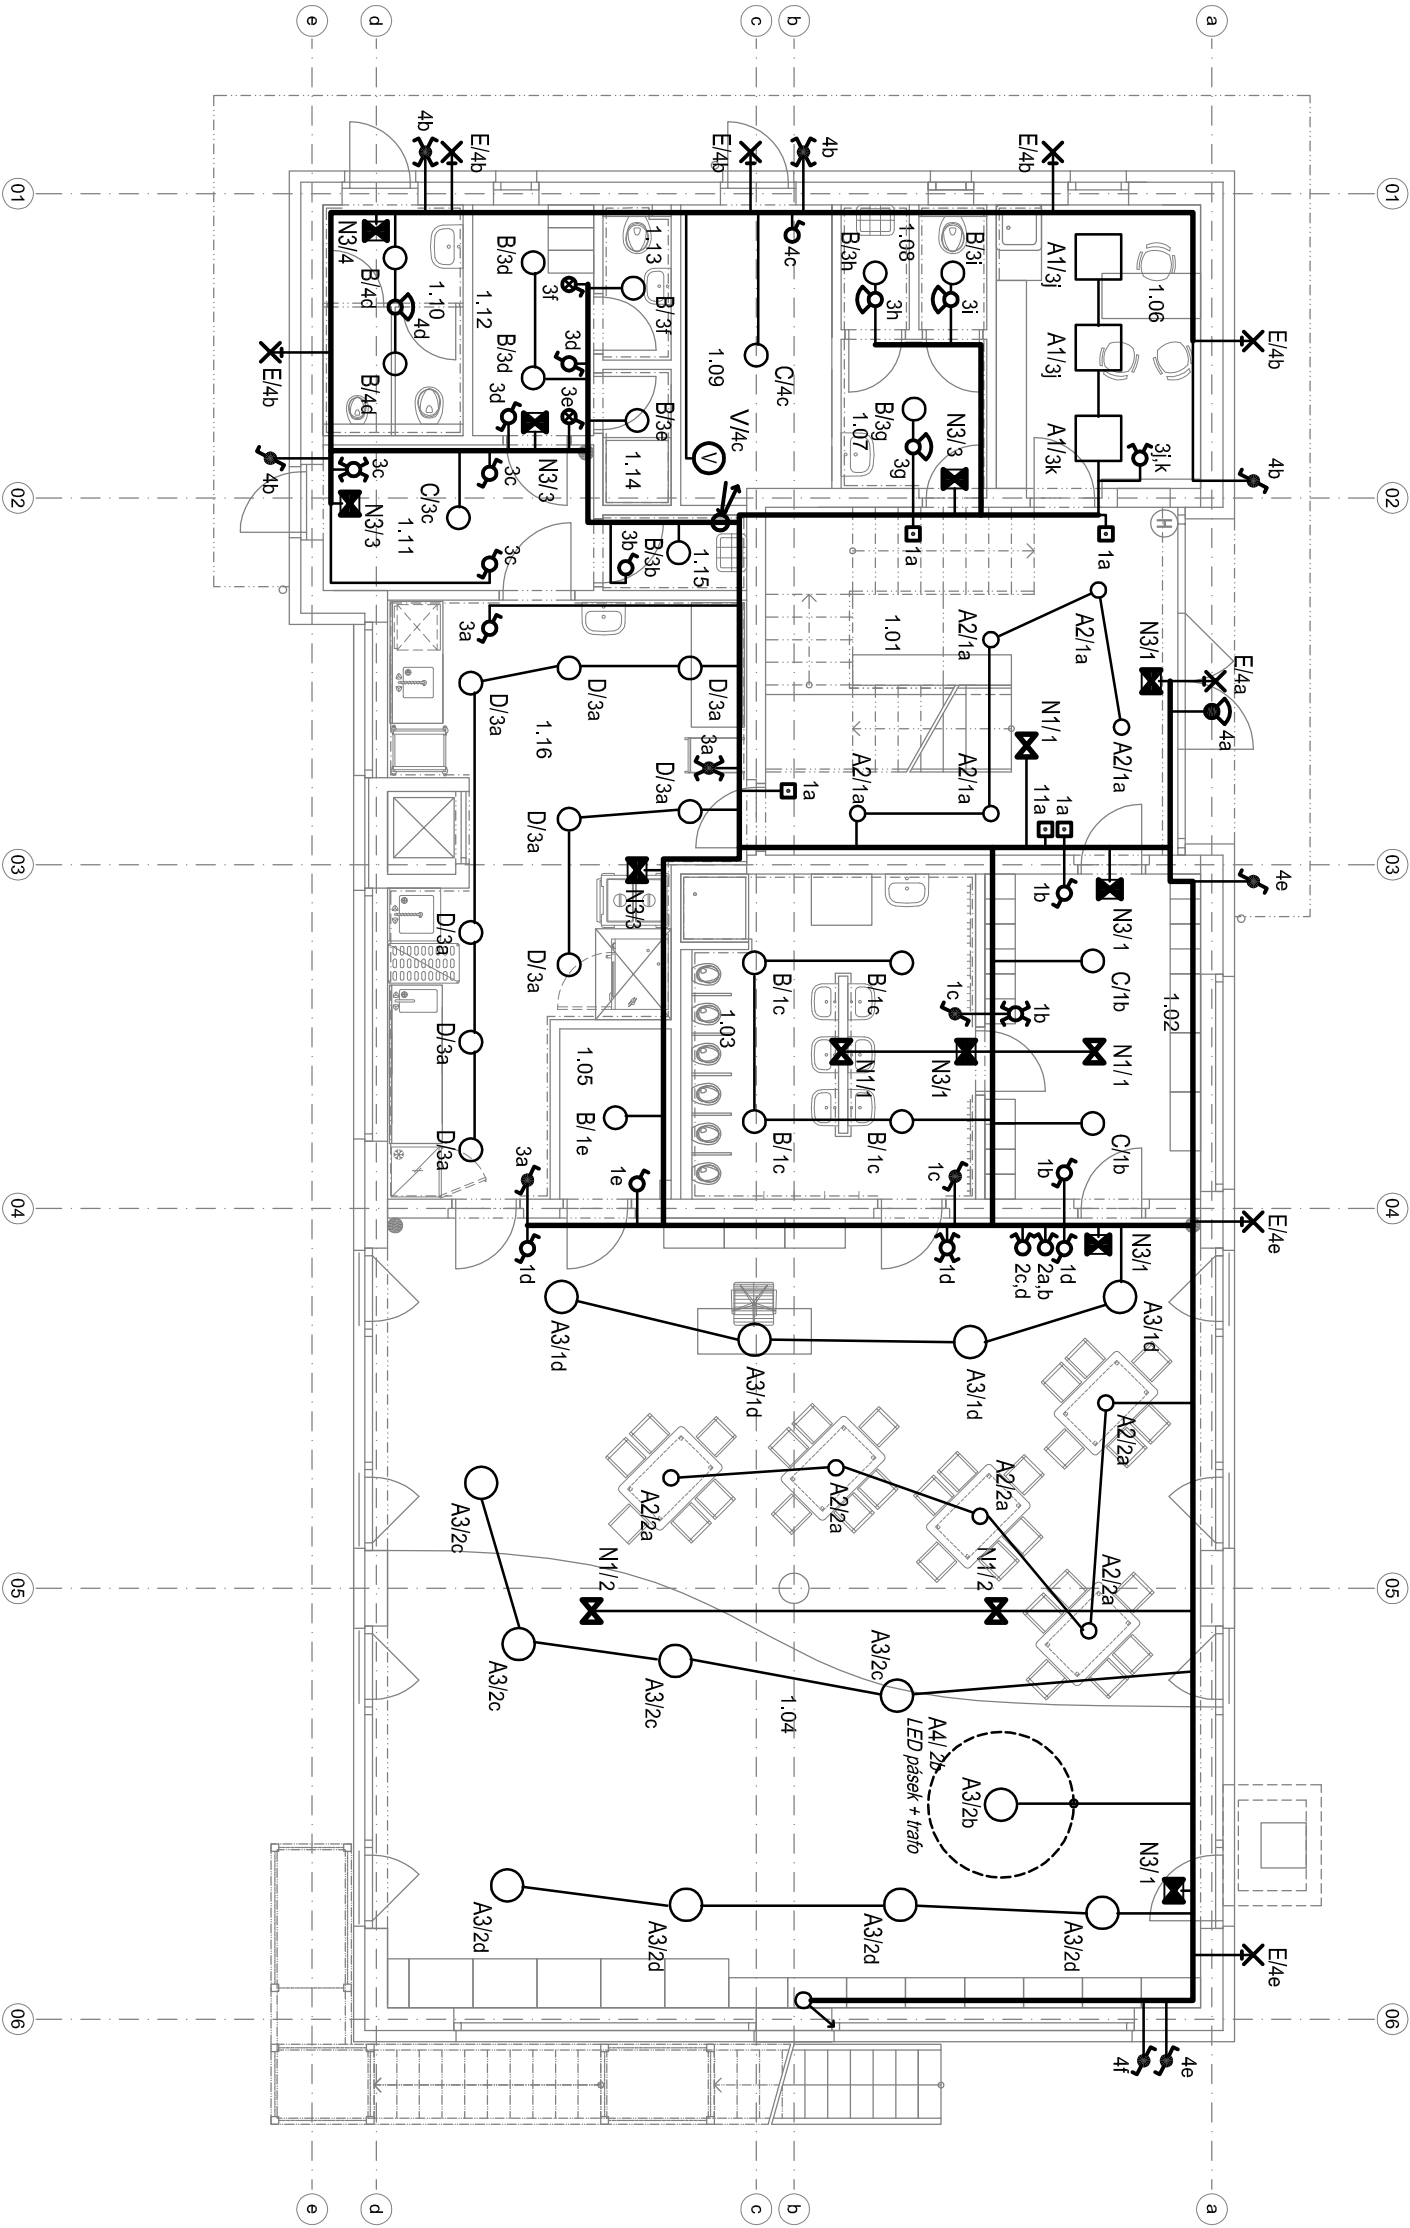 e
d
c
b
a
01
01
E/4b
4b
E/4b
4b
E/4b
N3/4
B/4d
4d
1.10
B/4d
1.12
B/3d
B/3d
3f
3d
3e
3d
1.13
B/3f
B/3e
1.14
1.09
C/4c
V/4c
V
4c
1.08
B/3h
3h
B/3i
3i
B/3g
1.07
3g
N3/3
A1/3j
A1/3j
A1/3k
1.06
3j,k
E/4b
4b
E/4b
4b
3c
N3/3
C/3c
1.11
3c
3c
N3/3
02
02
H
3b
B/3b
1.15
1a
1a
1.01
A2/1a
A2/1a
A2/1a
A2/1a
A2/1a
N3/1
E/4a
4a
N1/1
11a
1a
1a
3a
D/3a
D/3a
D/3a
1.16
3a
D/3a
D/3a
D/3a
N3/3
03
03
4e
1b
N3/1
C/1b
1.02
1b
N1/1
C/1b
1b
1c
B/1c
B/1c
1.03
N1/1
N3/1
B/1c
B/1c
1c
D/3a
D/3a
D/3a
1.05
B/1e
1e
3a
04
04
E/4e
1d
1d
2c,d
2a,b
1d
N3/1
A3/1d
A3/1d
A3/1d
A3/1d
A2/2a
A2/2a
A2/2a
A2/2a
A2/2a
A3/2c
N1/2
N1/2
05
05
A3/2c
A3/2c
A3/2c
1.04
A4/ 2b
LED pásek + trafo
A3/2b
N3/1
A3/2d
A3/2d
A3/2d
A3/2d
E/4e
06
06
4f
4e
e
d
c
b
a